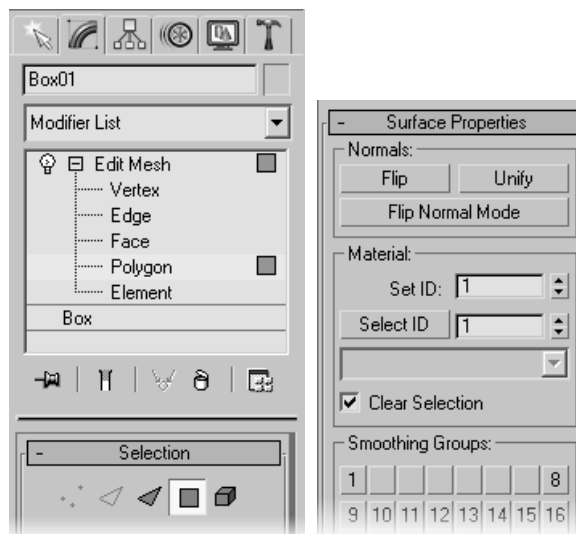 Box01
Modifier List
Edit Mesh
Vertex
Edge
Face
Polygon
Element
Box
- Selection
- Surface Properties
Normals:
Flip Unify
Flip Normal Mode
Material:
Set ID: 1
Select ID 1
Clear Selection
Smoothing Groups:
1 8
9 10 11 12 13 14 15 16